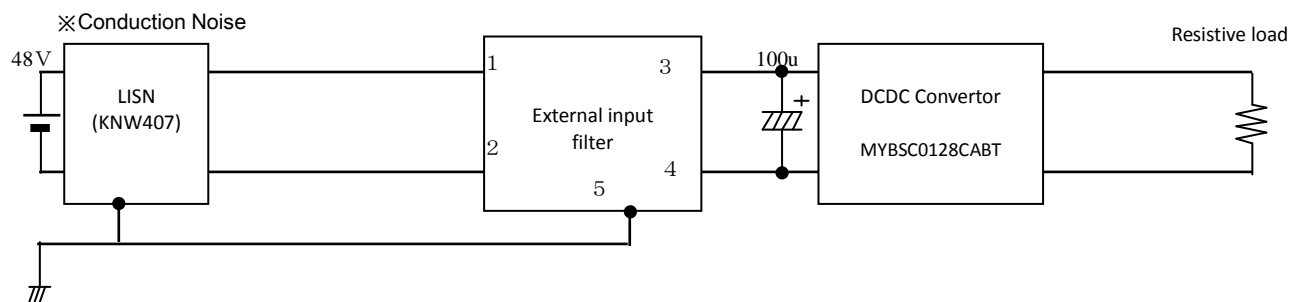 ※Conduction Noise
48V
LISN
(KNW407)
1
2
External input
filter
3
4
5
100u
+
DCDC Convertor
MYBSC0128CABT
Resistive load